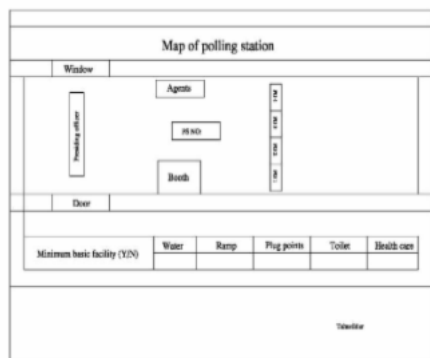 Map of polling station
Window
Agents
Presiding officer
PS NO
Booth
Door
Minimum basic facility (Y/N)
Water Ramp Plug points Toilet Health care